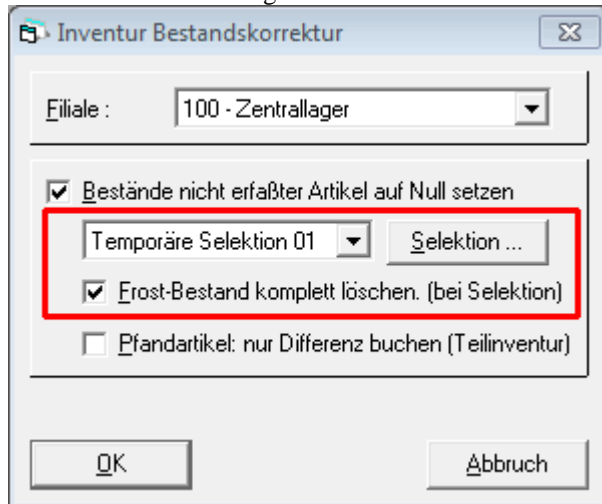 Inventur Bestandskorrektur
Filiale : 100 - Zentrallager
Bestände nicht erfaßter Artikel auf Null setzen
Temporäre Selektion 01 Selektion ...
Frost-Bestand komplett löschen. (bei Selektion)
Pfandartikel: nur Differenz buchen (Teilinventur)
OK Abbruch